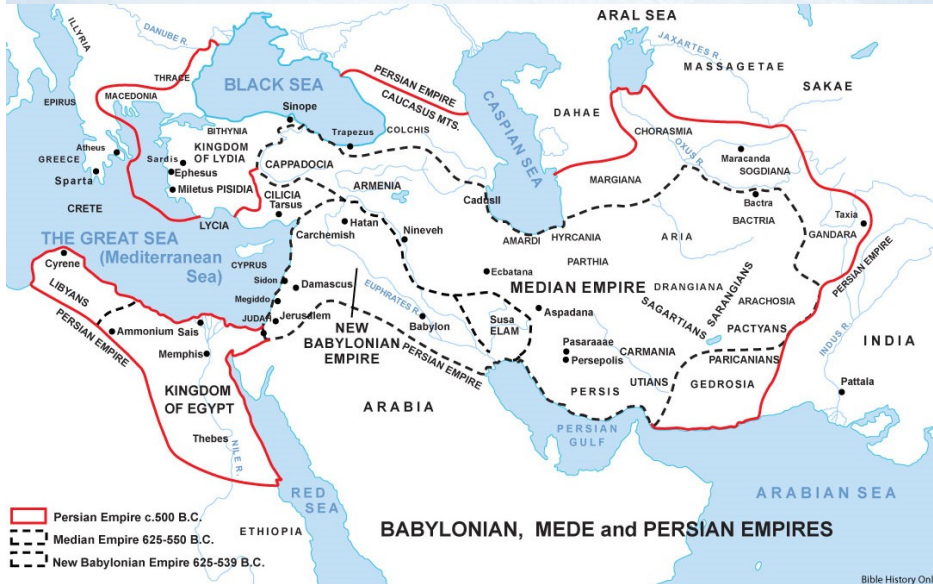 ARAL SEA
ILLYRIA
DANUBE R.
JAXARTES R.
MASSAGETAE
SAKAE
THRACE
BLACK SEA
PERSIAN EMPIRE
CAUCASUS MTS.
CASPIAN SEA
DAHAE
EPIRUS
MACEDONIA
Sinope
BITHYNIA
Trapezus
COLCHIS
CHORASMIA
OXUS R.
Maracanda
SOGDIANA
Atheus
GREECE
KINGDOM
OF LYDIA
Sardis
Ephesus
CAPPADOCIA
MARGIANA
Sparta
Miletus
PISIDIA
CILICIA
Tarsus
ARMENIA
CadusII
Bactra
BACTRIA
Taxia
GANDARA
CRETE
LYCIA
Carchemish
Hatan
Nineveh
AMARDI
HYRCANIA
ARIA
PERSIAN EMPIRE
THE GREAT SEA
(Mediterranean
Sea)
CYPRUS
Ecbatana
PARTHIA
Cyrene
Sidon
Damascus
EUPHRATES R.
MEDIAN EMPIRE
DRANGIANA
SARANGIANS
ARACHOSIA
LIBYANS
Megiddo
SAGARTIANS
INDUS R.
PERSIAN EMPIRE
Ammonium
Sais
JUDAH
Jerusdlem
NEW
BABYLONIAN
EMPIRE
Babylon
Susa
ELAM
Aspadana
PACTYANS
INDIA
Memphis
PERSIAN EMPIRE
Pasaraaae
Persepolis
CARMANIA
PARICANIANS
KINGDOM
OF EGYPT
UTIANS
GEDROSIA
Pattala
ARABIA
PERSIS
PERSIAN
GULF
Thebes
NILE R.
RED
SEA
ARABIAN SEA
ETHIOPIA
Persian Empire c.500 B.C.
Median Empire 625-550 B.C.
New Babylonian Empire 625-539 B.C.
BABYLONIAN, MEDE and PERSIAN EMPIRES
Bible History Onl